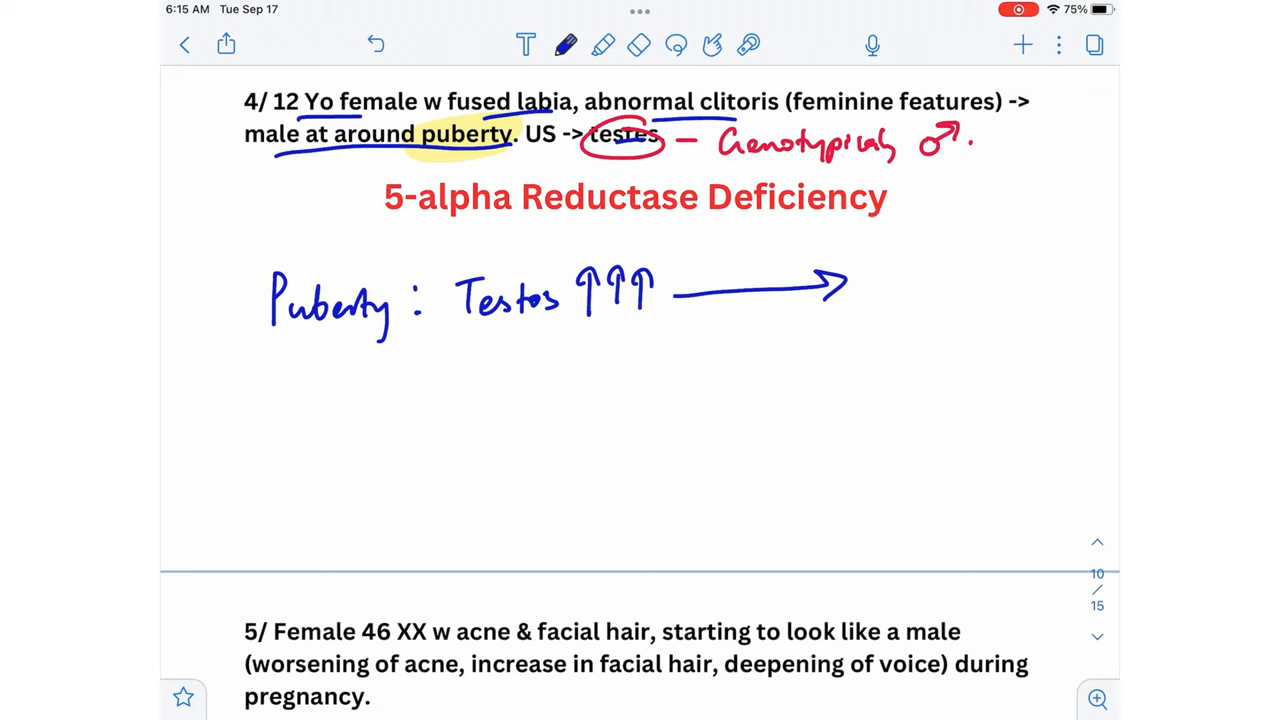 6:15 AM Tue Sep 17
75%
4/ 12 Yo female w fused labia, abnormal clitoris (feminine features) ->
male at around puberty. US -> testes – Genotypically ♂.
5-alpha Reductase Deficiency
Puberty : Testos ↑↑↑ →
10
/
15
5/ Female 46 XX w acne & facial hair, starting to look like a male
(worsening of acne, increase in facial hair, deepening of voice) during
pregnancy.